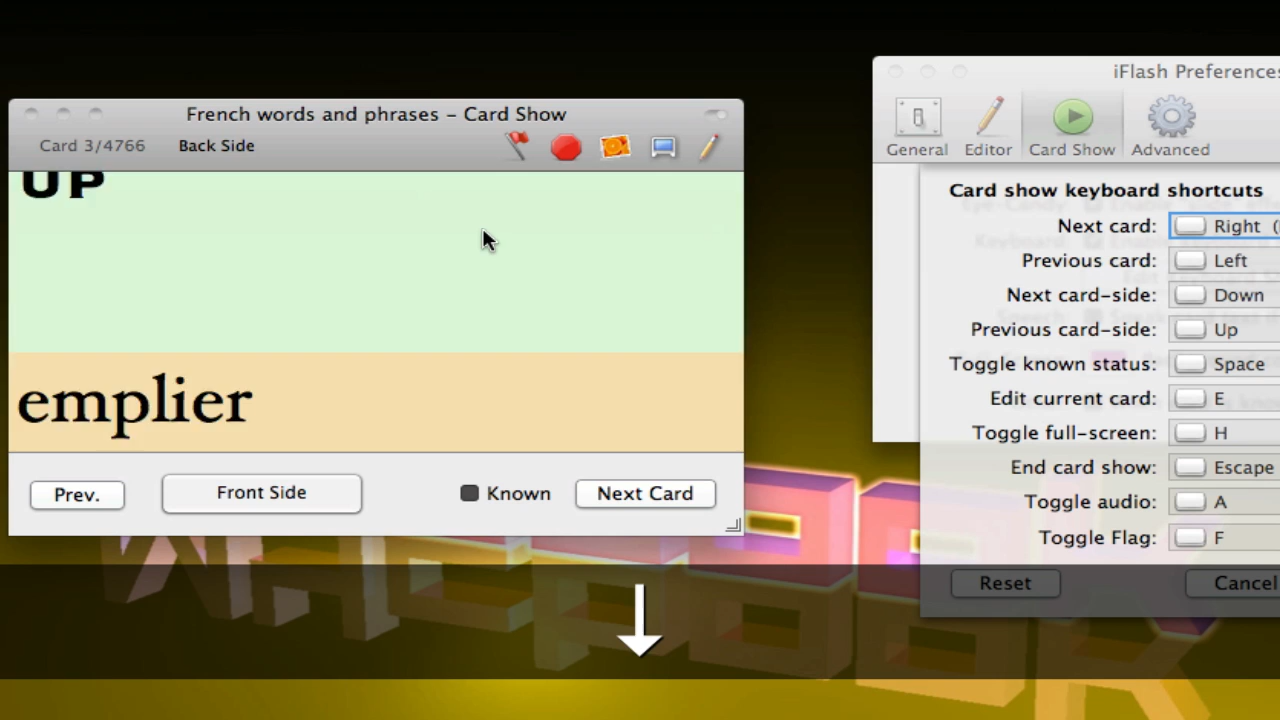 French words and phrases – Card Show
Card 3/4766
Back Side
UP
emplier
Prev.
Front Side
Known
Next Card
iFlash Preferences
General
Editor
Card Show
Advanced
Card show keyboard shortcuts
Next card: Right
Previous card: Left
Next card-side: Down
Previous card-side: Up
Toggle known status: Space
Edit current card: E
Toggle full-screen: H
End card show: Escape
Toggle audio: A
Toggle Flag: F
Reset
Cancel